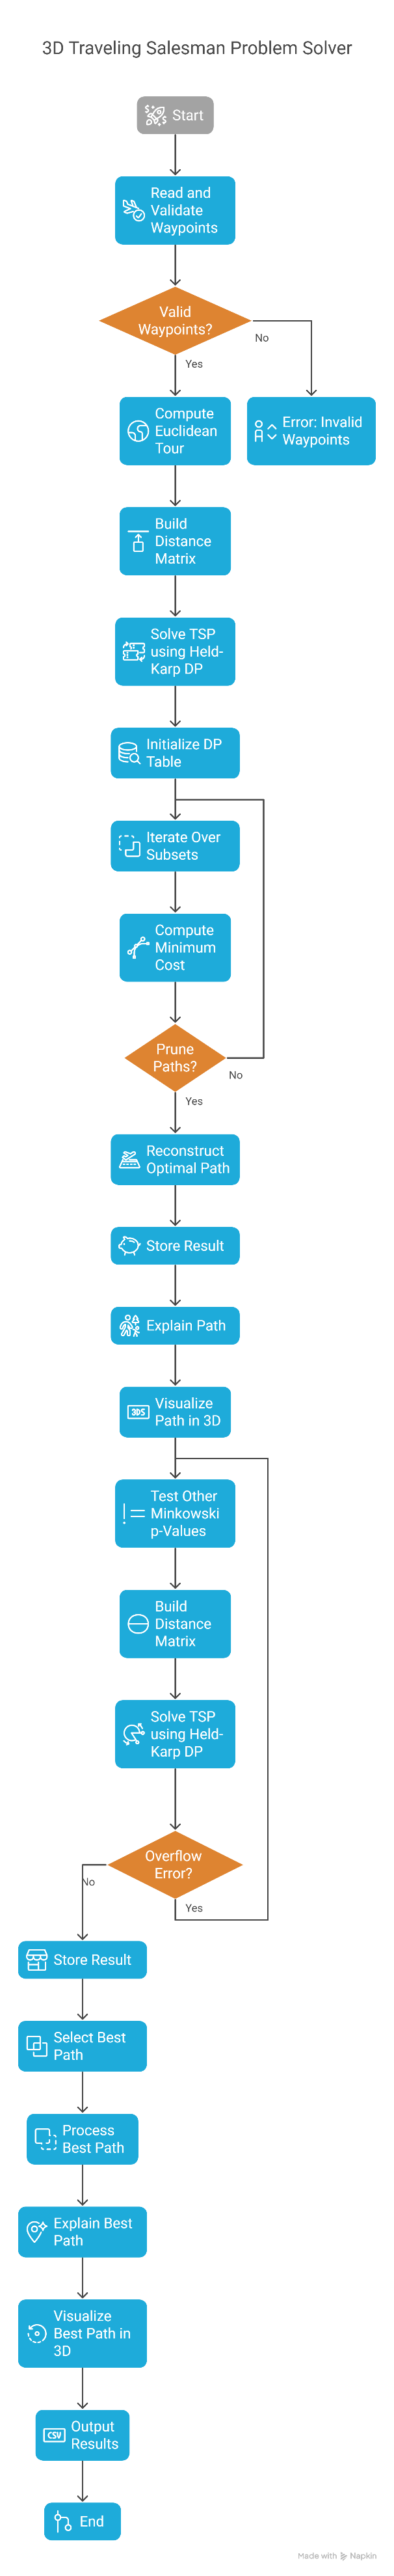 3D Traveling Salesman Problem Solver
Start
Read and
Validate
Waypoints
Valid
Waypoints?
No
Yes
Compute
Euclidean
Tour
Error: Invalid
Waypoints
Build
Distance
Matrix
Solve TSP
using Held-
Karp DP
Initialize DP
Table
Iterate Over
Subsets
Compute
Minimum
Cost
Prune
Paths?
No
Yes
Reconstruct
Optimal Path
Store Result
Explain Path
3DS
Visualize
Path in 3D
Test Other
Minkowski
p-Values
Build
Distance
Matrix
Solve TSP
using Held-
Karp DP
Overflow
Error?
No
Yes
Store Result
Select Best
Path
Process
Best Path
Explain Best
Path
Visualize
Best Path in
3D
CSV
Output
Results
End
Made with Napkin